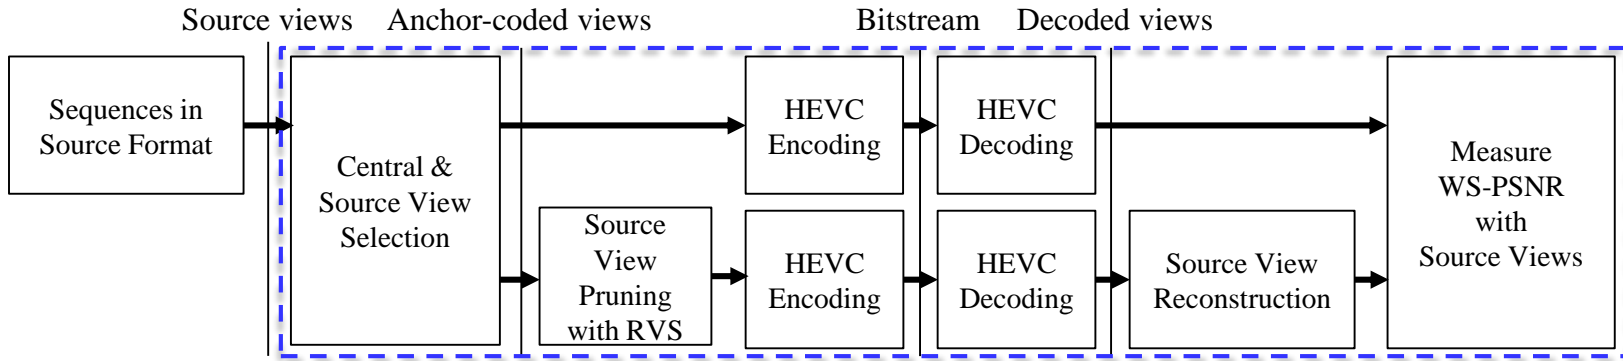 Source views
Anchor-coded views
Bitstream
Decoded views
Sequences in
Source Format
Central &
Source View
Selection
HEVC
Encoding
HEVC
Decoding
Source
View
Pruning
with RVS
HEVC
Encoding
HEVC
Decoding
Source View
Reconstruction
Measure
WS-PSNR
with
Source Views